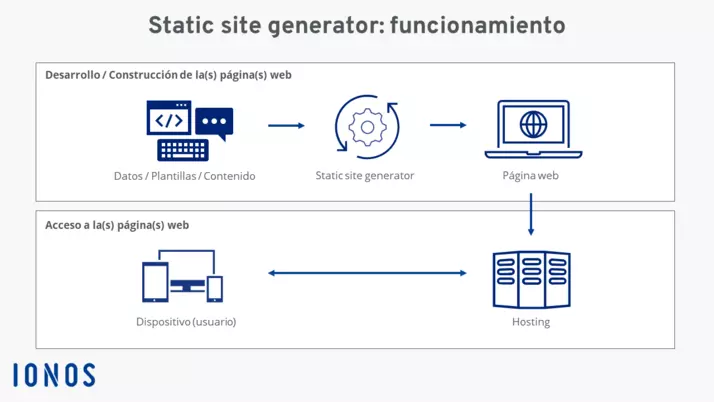 Static site generator: funcionamiento
Desarrollo / Construcción de la(s) página(s) web
</>
Datos / Plantillas / Contenido
Static site generator
Página web
Acceso a la(s) página(s) web
Dispositivo (usuario)
Hosting
IONOS